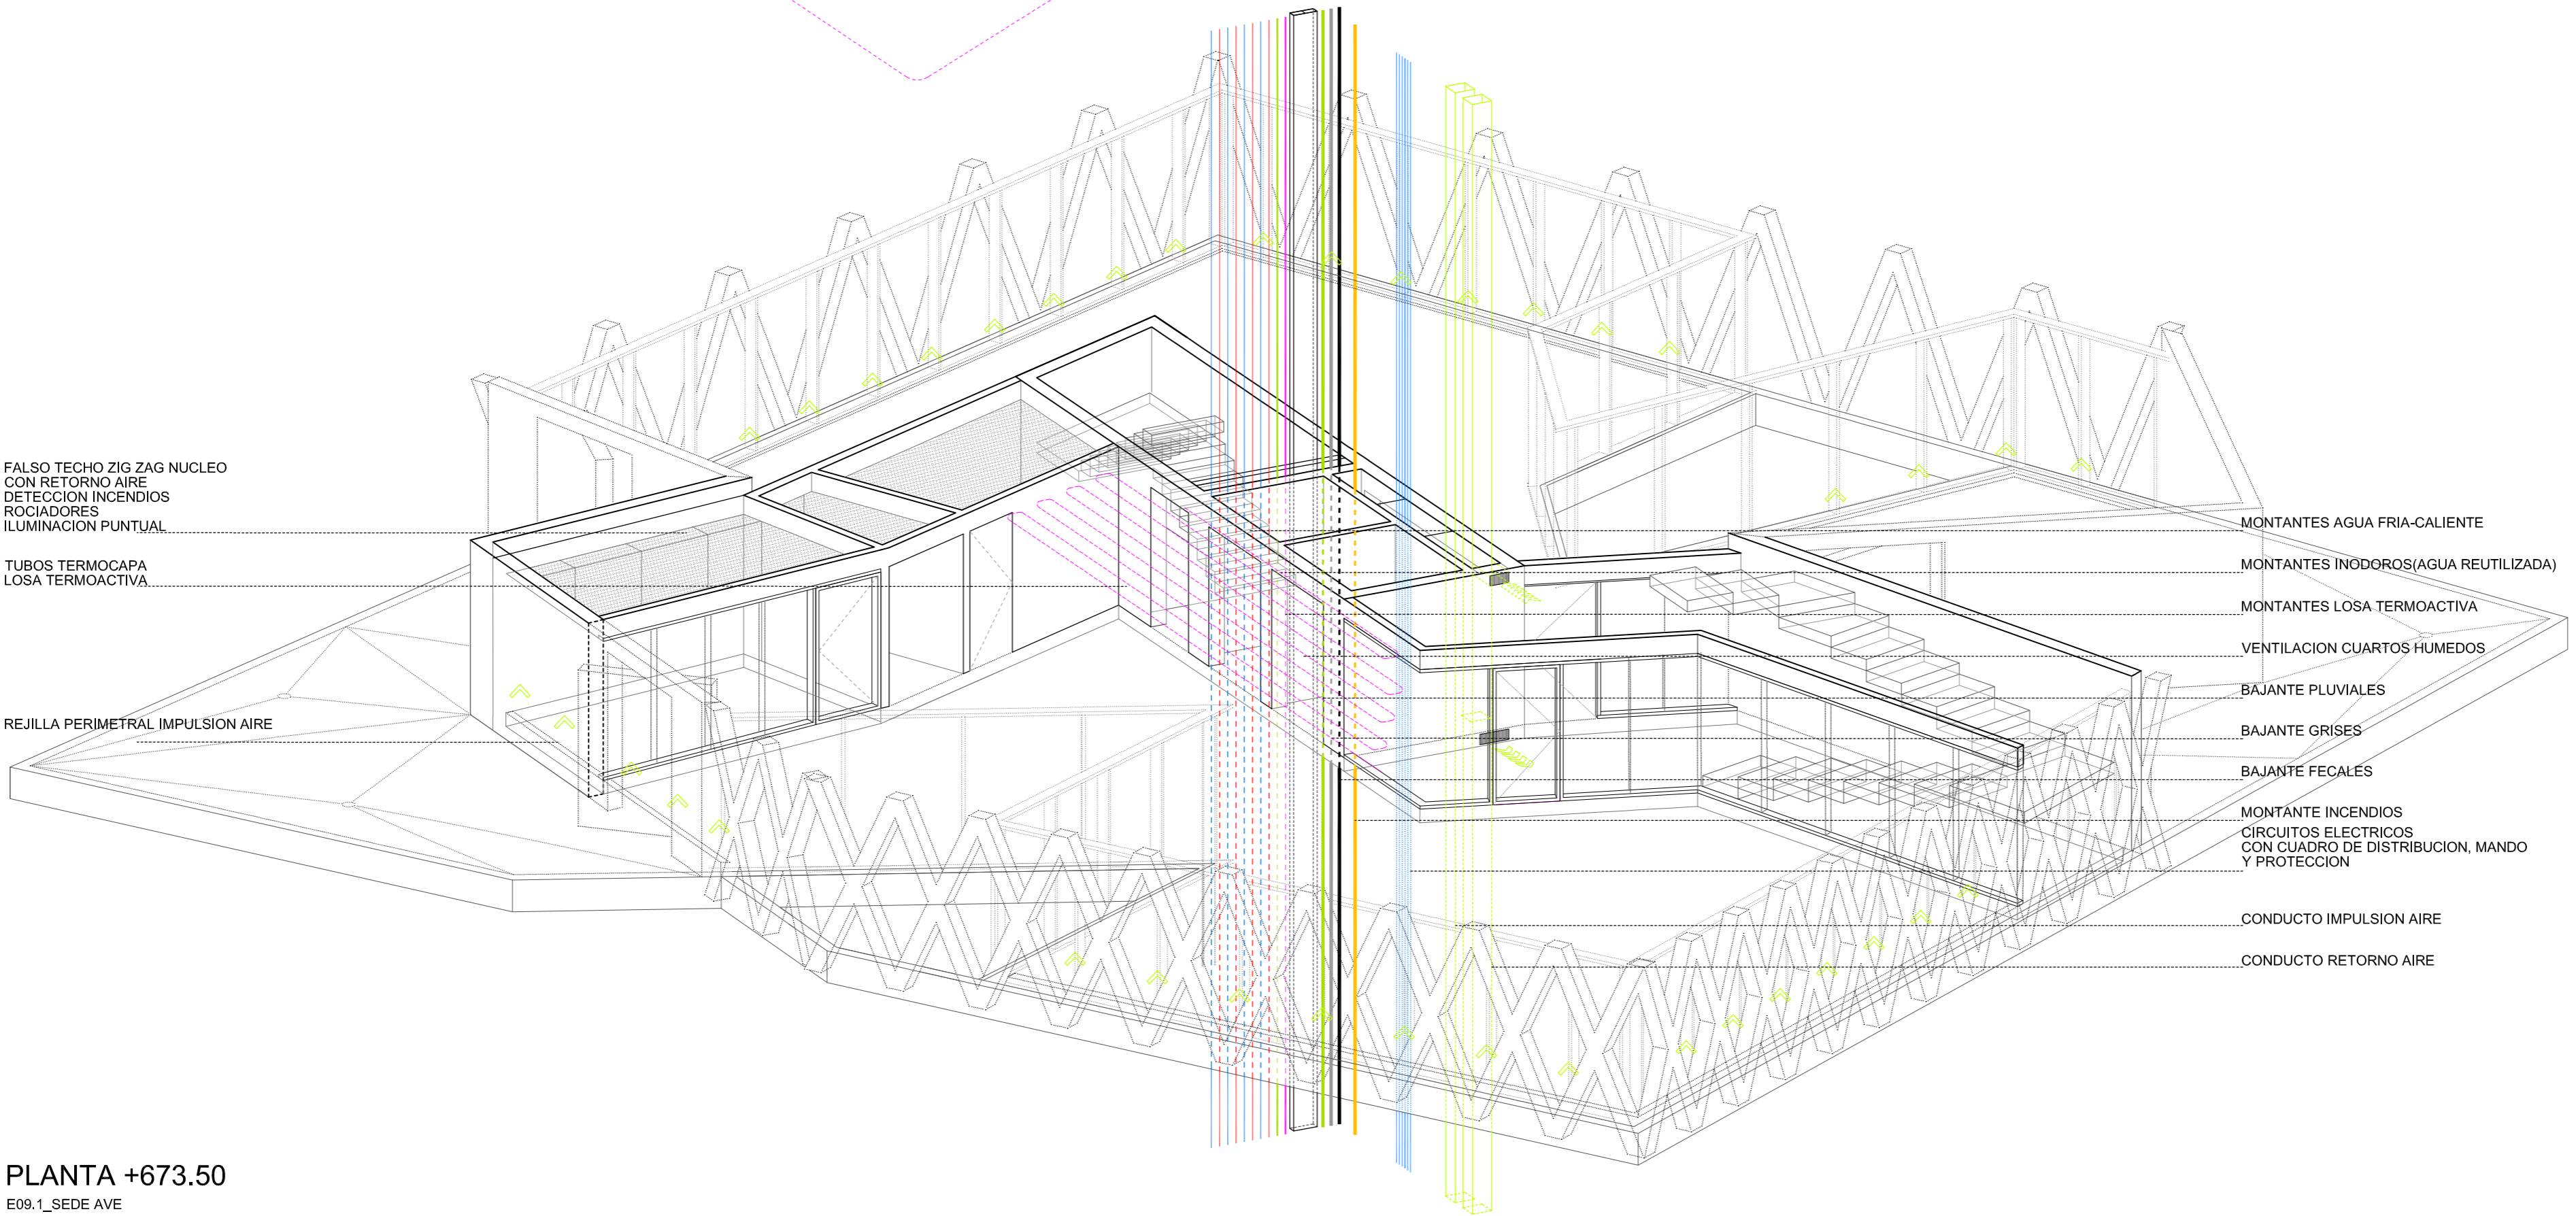 FALSO TECHO ZIG ZAG NUCLEO
CON RETORNO AIRE
DETECCION INCENDIOS
ROCIADORES
ILUMINACION PUNTUAL
TUBOS TERMOCAPA
LOSA TERMOACTIVA
REJILLA PERIMETRAL IMPULSION AIRE
MONTANTES AGUA FRIA-CALIENTE
MONTANTES INODOROS(AGUA REUTILIZADA)
MONTANTES LOSA TERMOACTIVA
VENTILACION CUARTOS HUMEDOS
BAJANTE PLUVIALES
BAJANTE GRISES
BAJANTE FECALES
MONTANTE INCENDIOS
CIRCUITOS ELECTRICOS
CON CUADRO DE DISTRIBUCION, MANDO
Y PROTECCION
CONDUCTO IMPULSION AIRE
CONDUCTO RETORNO AIRE
PLANTA +673.50
E09.1_SEDE AVE